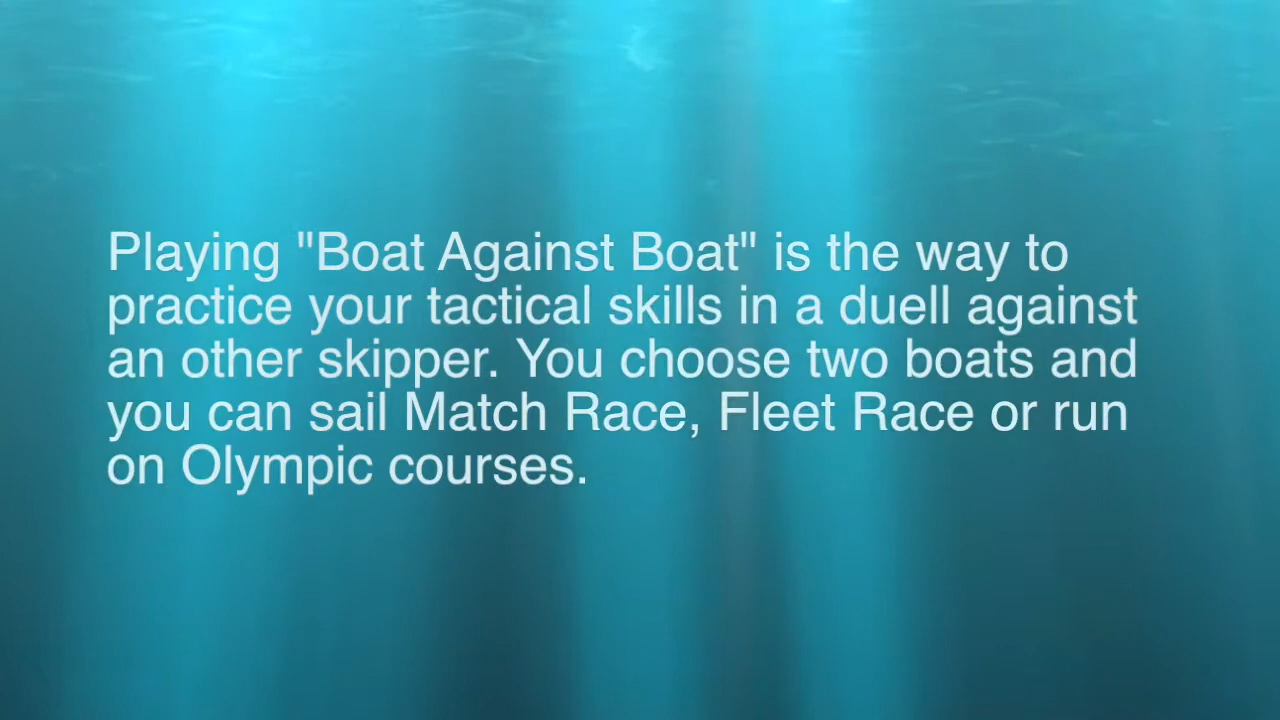 Playing "Boat Against Boat" is the way to
practice your tactical skills in a duell against
an other skipper. You choose two boats and
you can sail Match Race, Fleet Race or run
on Olympic courses.